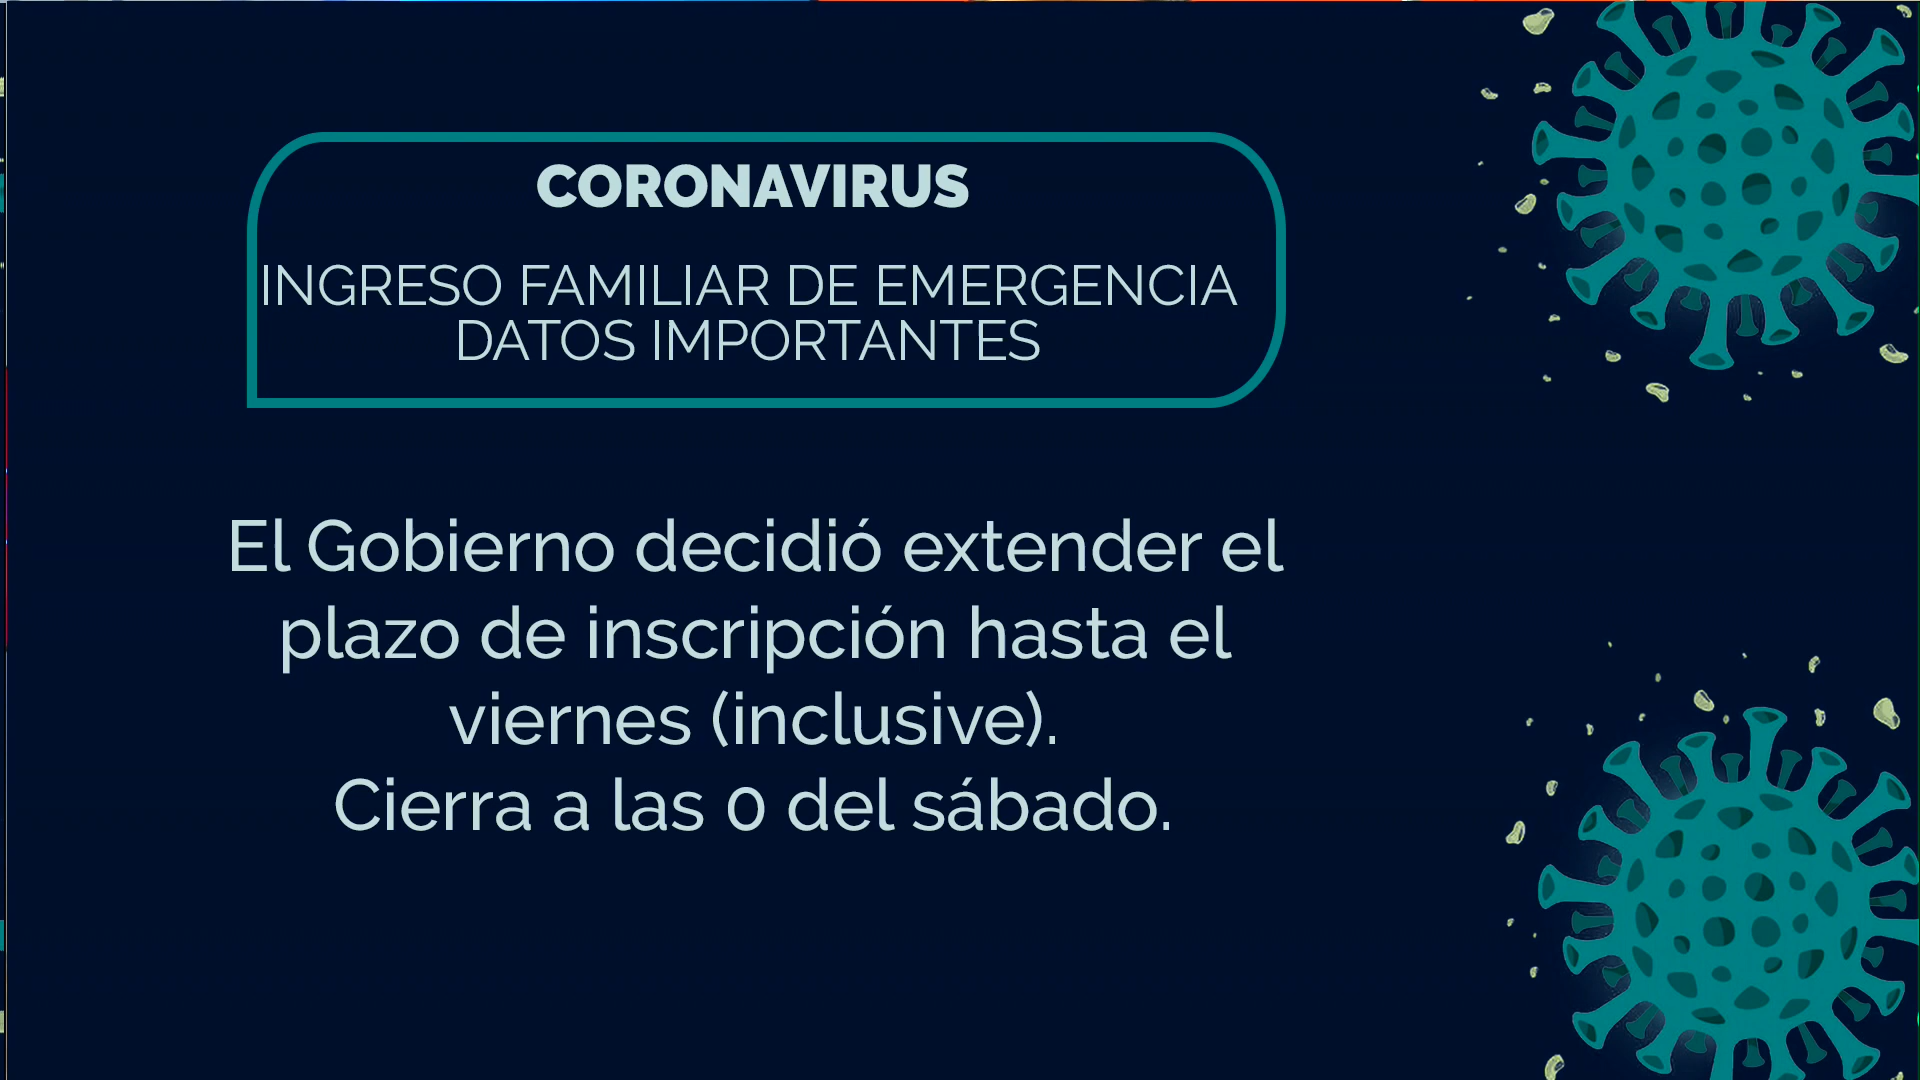 CORONAVIRUS
INGRESO FAMILIAR DE EMERGENCIA
DATOS IMPORTANTES
El Gobierno decidió extender el
plazo de inscripción hasta el
viernes (inclusive).
Cierra a las 0 del sábado.